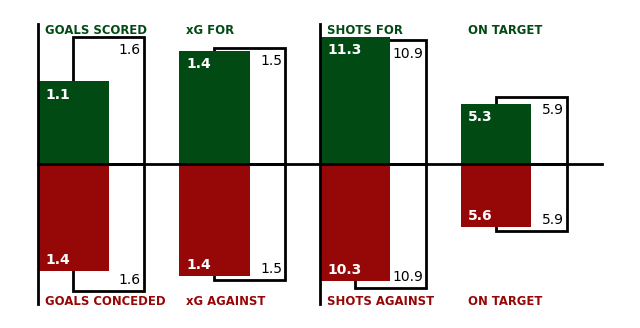 GOALS SCORED xG FOR SHOTS FOR ON TARGET
1.6 1.5 10.9 5.9
1.1 1.4 11.3 5.3
1.4 1.4 10.3 5.6
1.6 1.5 10.9 5.9
GOALS CONCEDED xG AGAINST SHOTS AGAINST ON TARGET